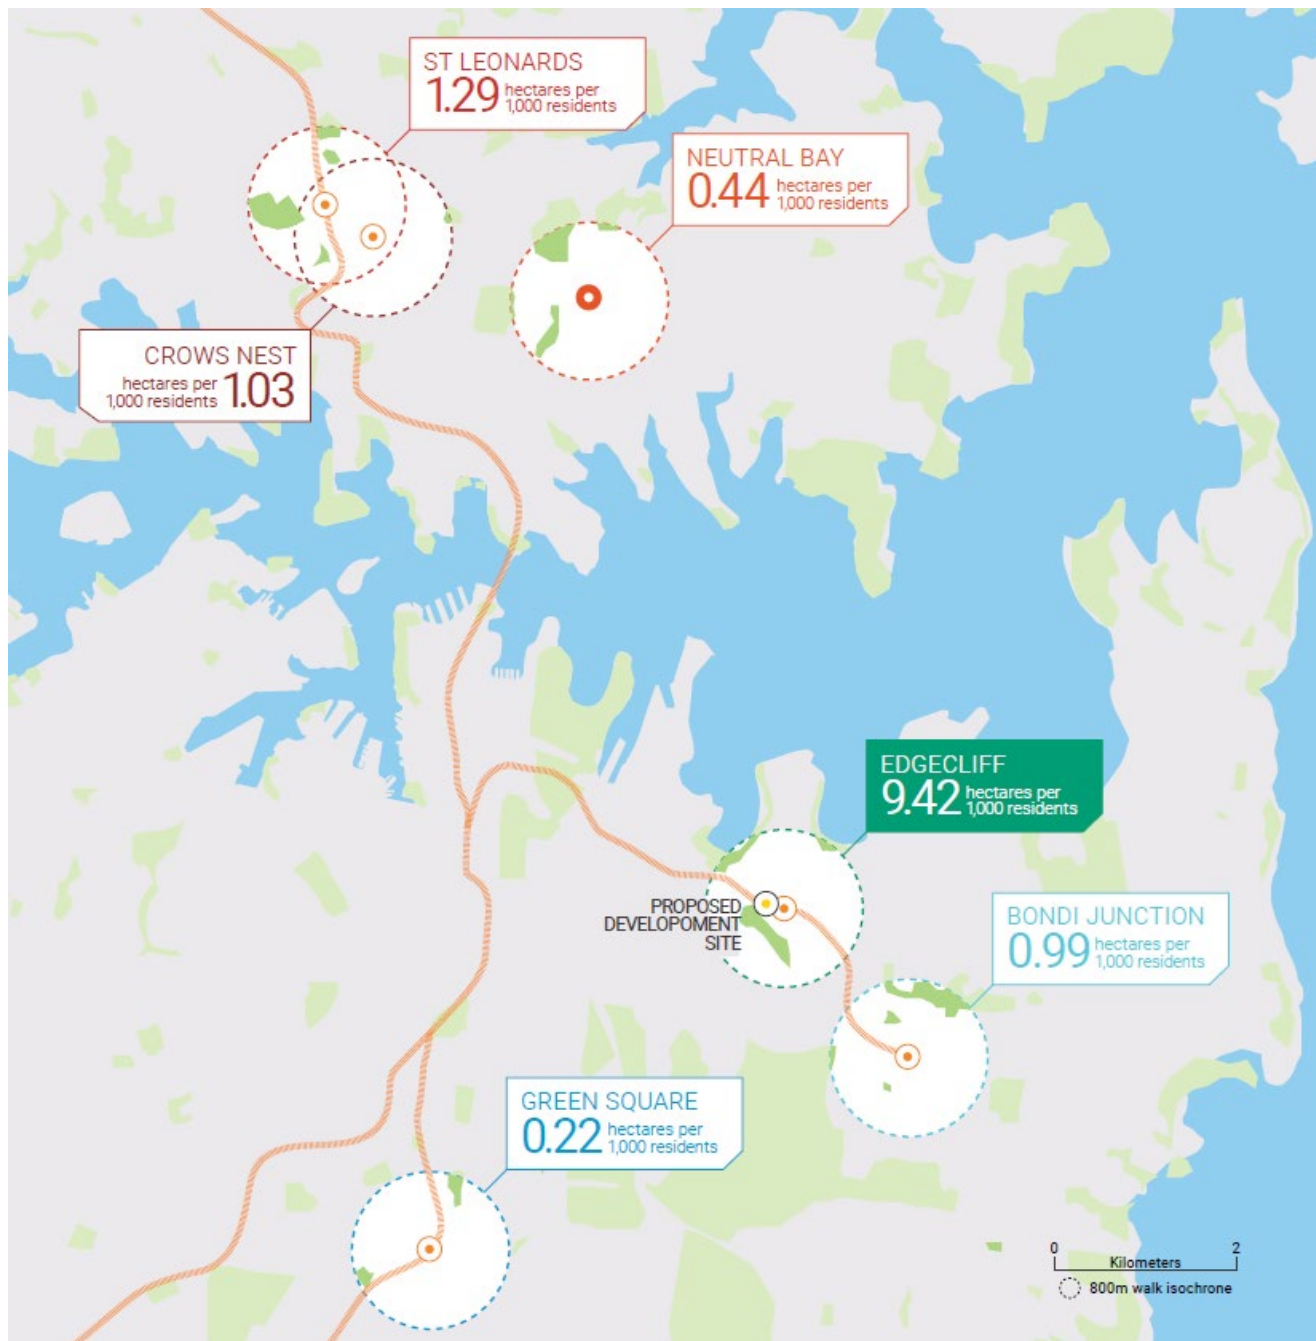 ST LEONARDS
1.29 hectares per
1,000 residents
NEUTRAL BAY
0.44 hectares per
1,000 residents
CROWS NEST
hectares per
1,000 residents 1.03
EDGECLIFF
9.42 hectares per
1,000 residents
PROPOSED
DEVELOPOMENT
SITE
BONDI JUNCTION
0.99 hectares per
1,000 residents
GREEN SQUARE
0.22 hectares per
1,000 residents
0 2
Kilometers
800m walk isochrone